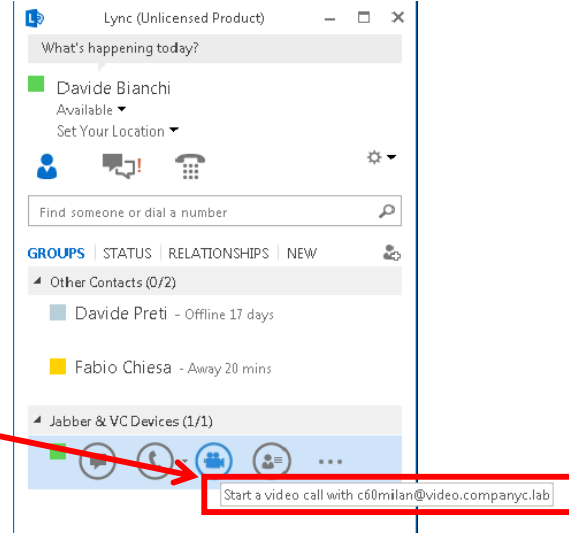 Lync (Unlicensed Product)
What's happening today?
Davide Bianchi
Available
Set Your Location
Find someone or dial a number
GROUPS STATUS RELATIONSHIPS NEW
Other Contacts (0/2)
Davide Preti - Offline 17 days
Fabio Chiesa - Away 20 mins
Jabber & VC Devices (1/1)
Start a video call with c60milan@video.companyc.lab